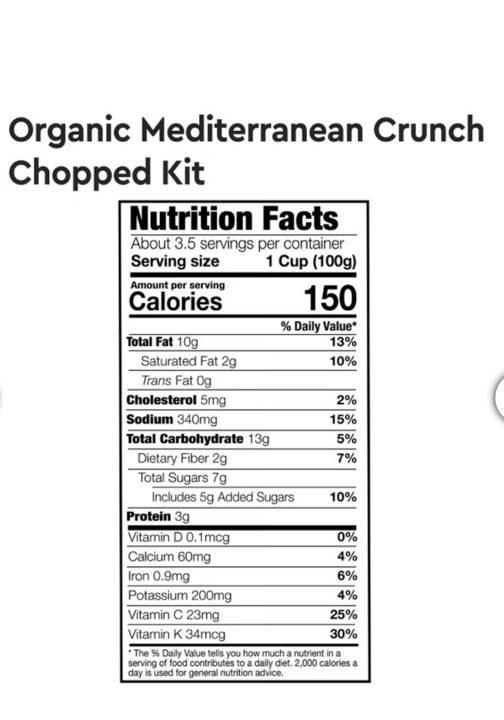 Organic Mediterranean Crunch
Chopped Kit
Nutrition Facts
About 3.5 servings per container
Serving size 1 Cup (100g)
Amount per serving
Calories 150
% Daily Value*
Total Fat 10g 13%
Saturated Fat 2g 10%
Trans Fat 0g
Cholesterol 5mg 2%
Sodium 340mg 15%
Total Carbohydrate 13g 5%
Dietary Fiber 2g 7%
Total Sugars 7g
Includes 5g Added Sugars 10%
Protein 3g
Vitamin D 0.1mcg 0%
Calcium 60mg 4%
Iron 0.9mg 6%
Potassium 200mg 4%
Vitamin C 23mg 25%
Vitamin K 34mcg 30%
* The % Daily Value tells you how much a nutrient in a
serving of food contributes to a daily diet. 2,000 calories a
day is used for general nutrition advice.